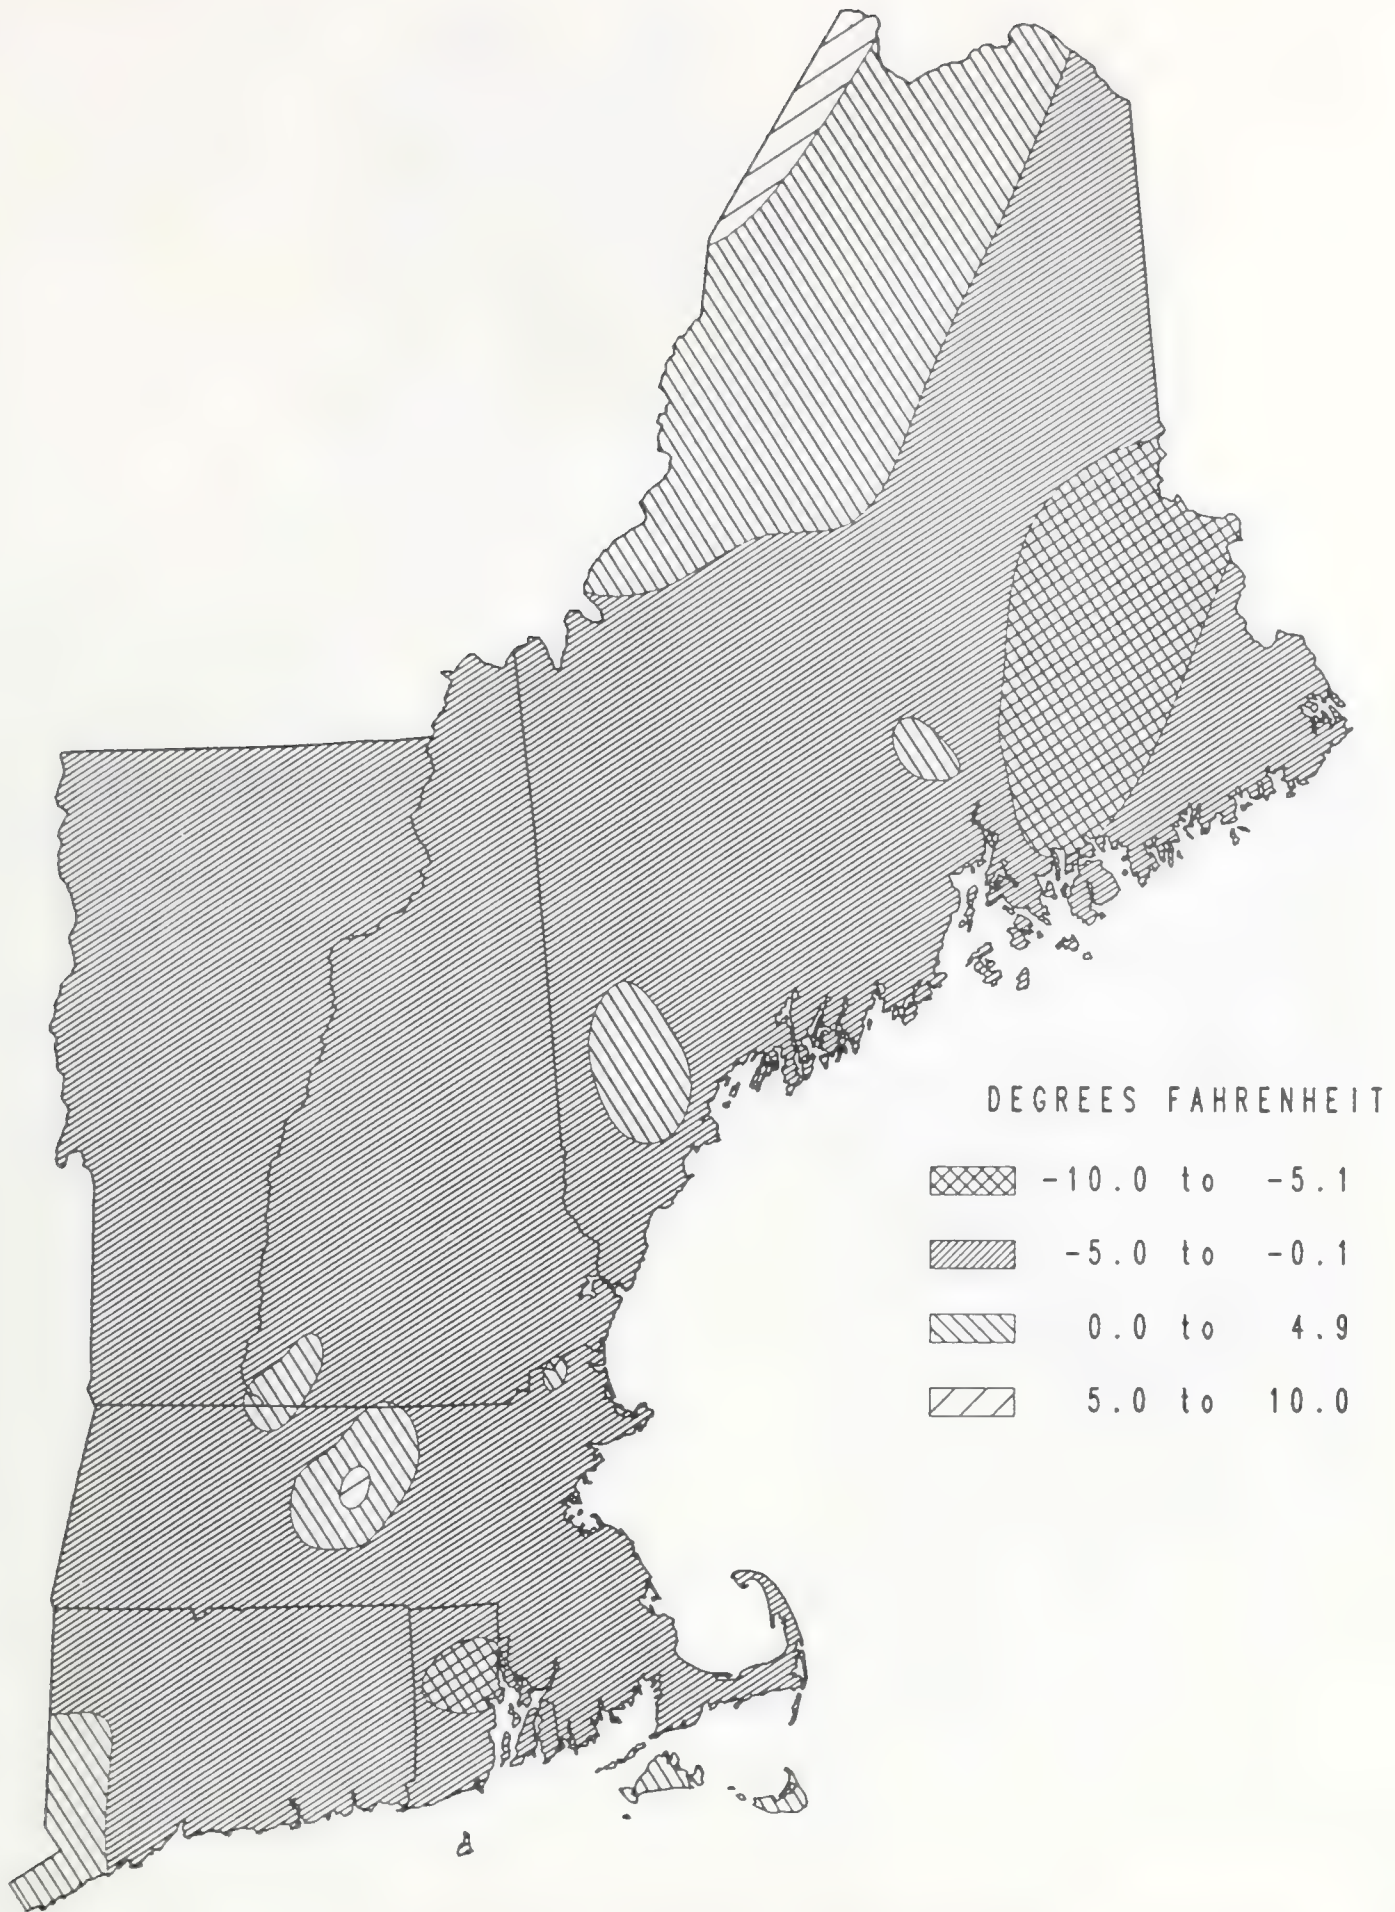 DEGREES FAHRENHEIT
-10.0 to -5.1
-5.0 to -0.1
0.0 to 4.9
5.0 to 10.0